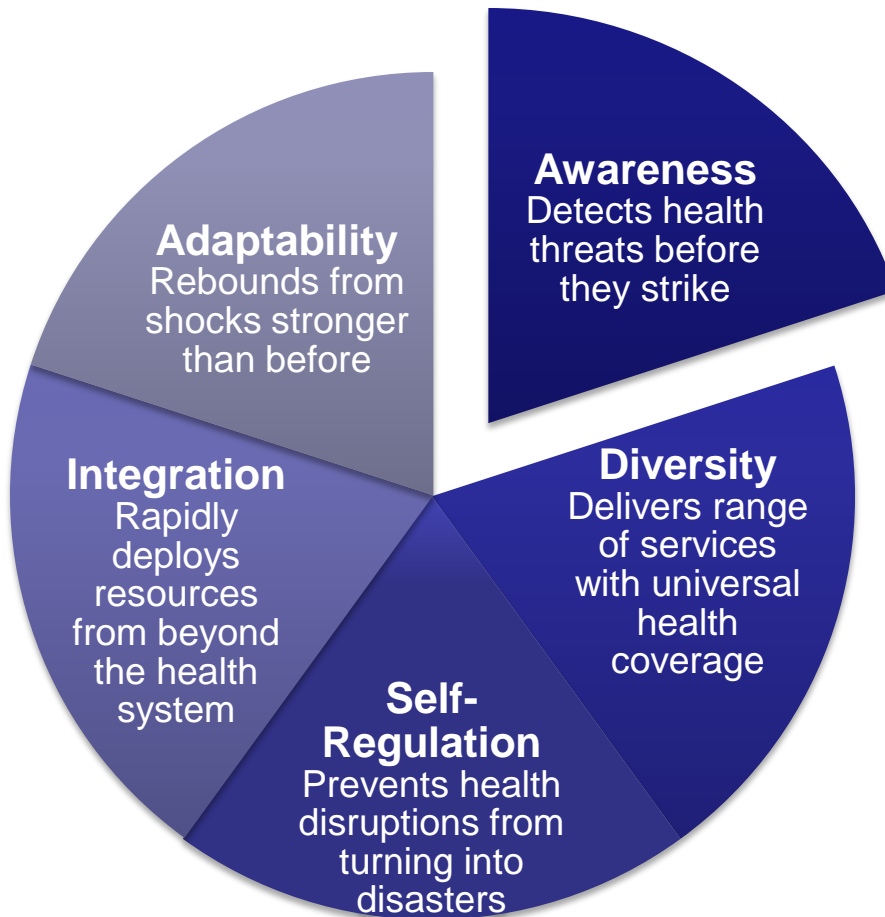 Awareness
Detects health
threats before
they strike
Diversity
Delivers range
of services
with universal
health
coverage
Self-
Regulation
Prevents health
disruptions from
turning into
disasters
Integration
Rapidly
deploys
resources
from beyond
the health
system
Adaptability
Rebounds from
shocks stronger
than before